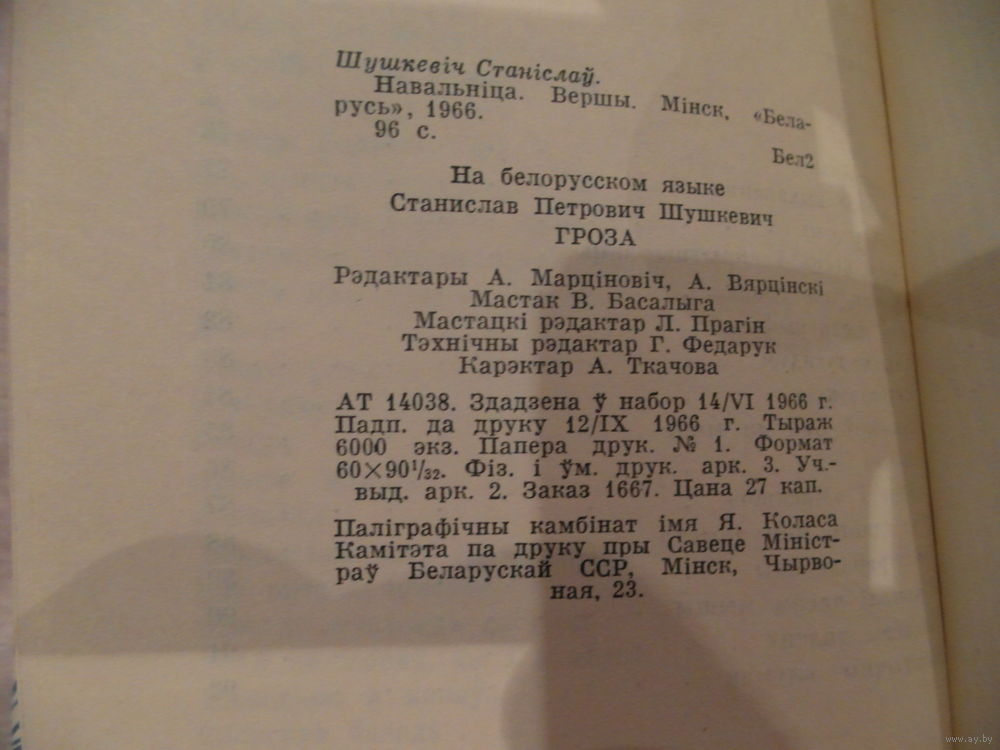 Шушкевіч Станіслаў.
Навальніца. Вершы. Мінск, «Бела-
русь», 1966.
96 с.
Бел2
На белорусском языке
Станислав Петрович Шушкевич
ГРОЗА
Рэдактары А. Марціновіч, А. Вярцінскі
Мастак В. Басалыга
Мастацкі рэдактар Л. Прагін
Тэхнічны рэдактар Г. Федарук
Карэктар А. Ткачова
АТ 14038. Здадзена ў набор 14/VI 1966 г.
Падп. да друку 12/IX 1966 г. Тыраж
6000 экз. Папера друк. № 1. Формат
60×90¹/₃₂. Фіз. і ўм. друк. арк. 3. Уч.-
выд. арк. 2. Заказ 1667. Цана 27 кап.
Паліграфічны камбінат імя Я. Коласа
Камітэта па друку пры Савеце Мініст-
раў Беларускай ССР, Мінск, Чырво-
ная, 23.
www.ay.by